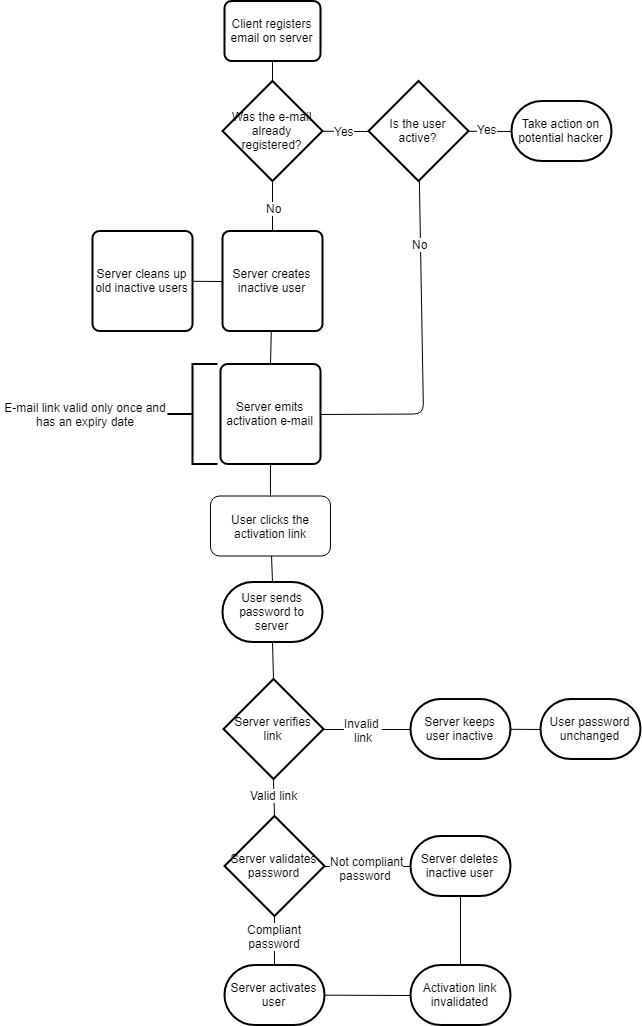 Client registers
email on server
Was the e-mail
already
registered?
Yes
Is the user
active?
Yes
Take action on
potential hacker
No
No
Server cleans up
old inactive users
Server creates
inactive user
E-mail link valid only once and
has an expiry date
Server emits
activation e-mail
User clicks the
activation link
User sends
password to
server
Server verifies
link
Invalid
link
Server keeps
user inactive
User password
unchanged
Valid link
Server validates
password
Not compliant
password
Server deletes
inactive user
Compliant
password
Server activates
user
Activation link
invalidated